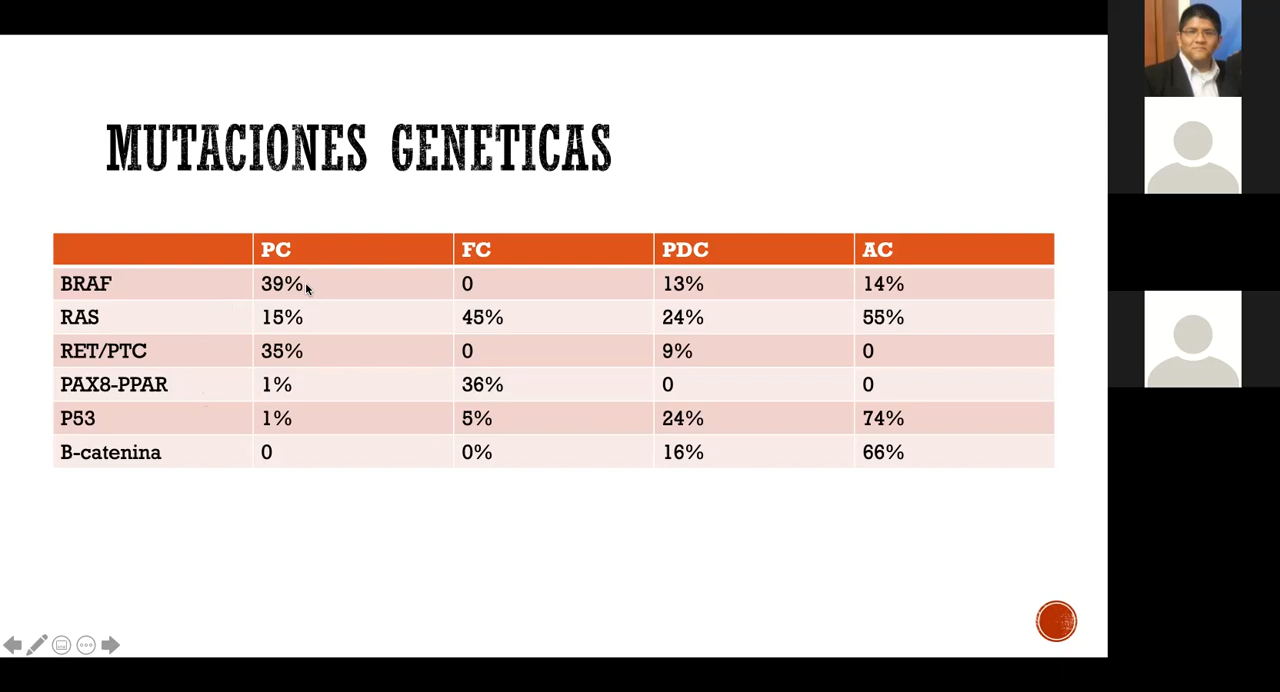 MUTACIONES GENETICAS
PC FC PDC AC
BRAF 39% 0 13% 14%
RAS 15% 45% 24% 55%
RET/PTC 35% 0 9% 0
PAX8-PPAR 1% 36% 0 0
P53 1% 5% 24% 74%
B-catenina 0 0% 16% 66%